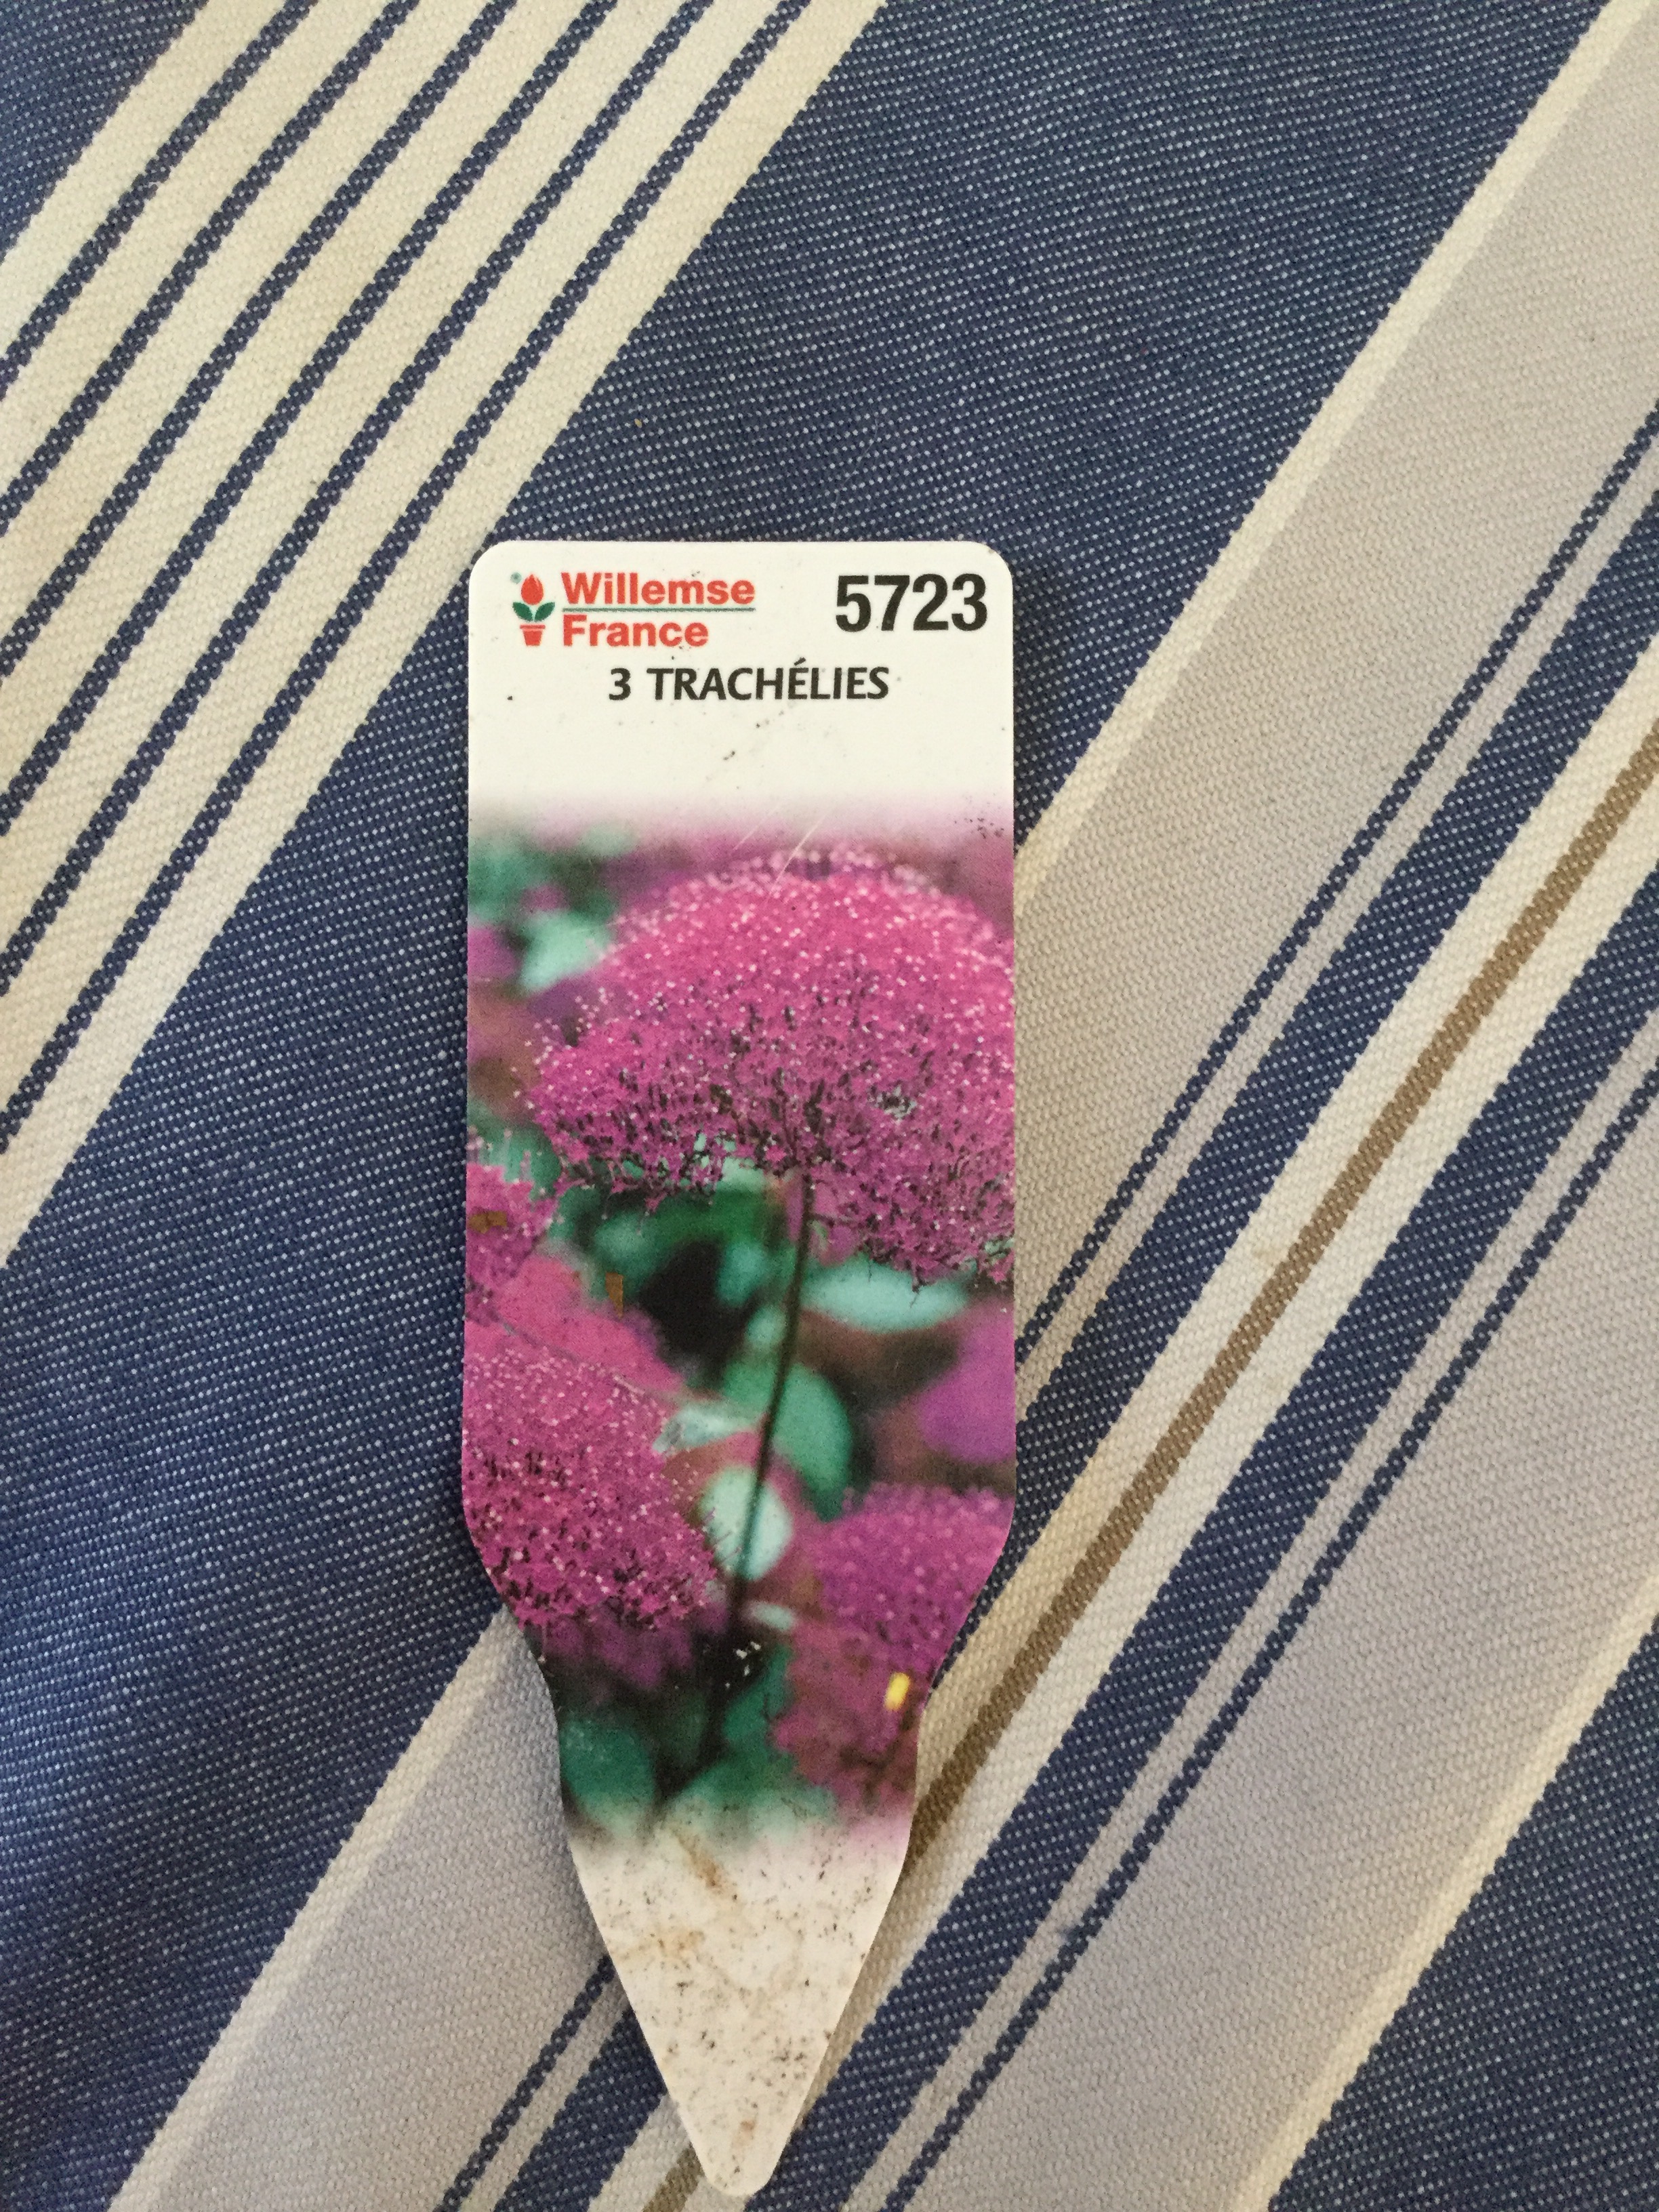 Willemse
France
5723
3 TRACHÉLIES